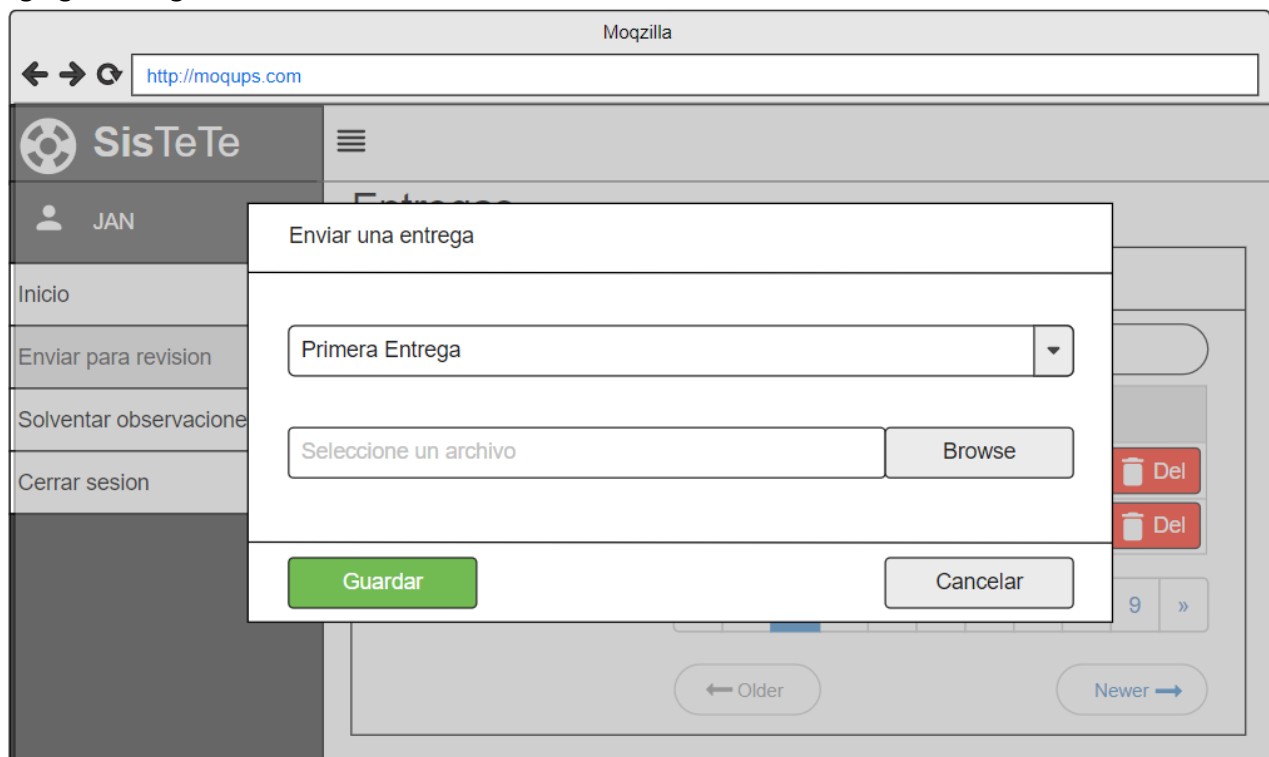 Moqzilla
http://moqups.com
SisTeTe
JAN
Entregas
Enviar una entrega
Inicio
Primera Entrega
Enviar para revision
Solventar observacione
Seleccione un archivo
Browse
Del
Cerrar sesion
Del
Guardar
Cancelar
9 »
Older
Newer